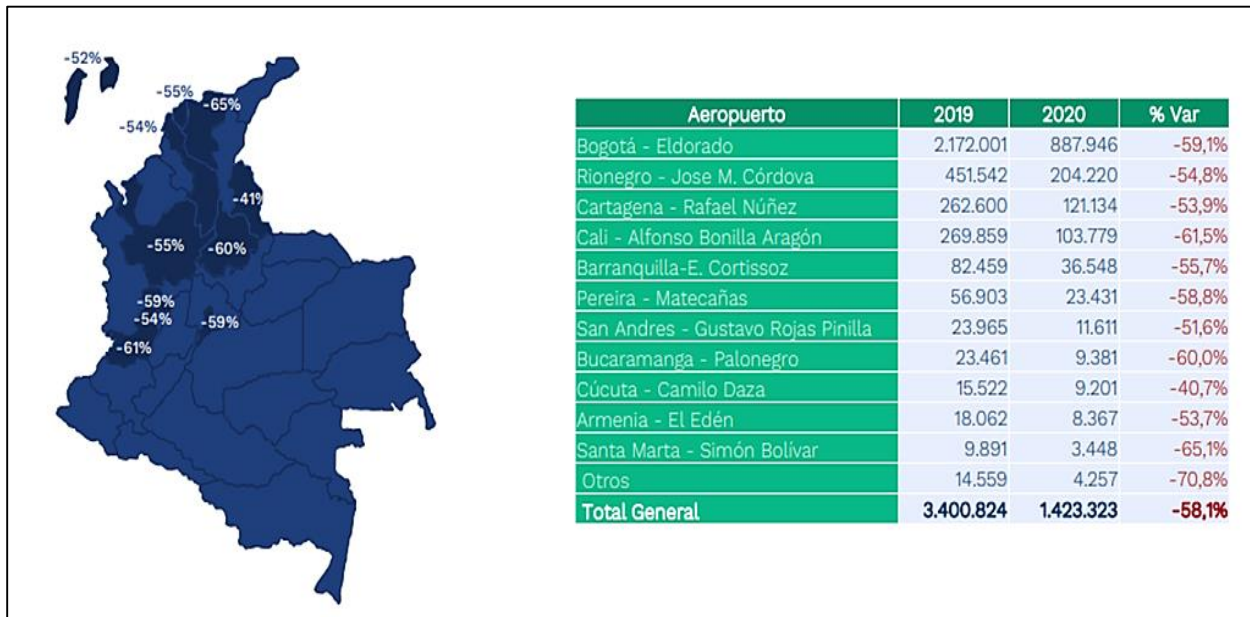 -52%
-55%
-65%
-54%
-41%
-55%
-60%
-59%
-54%
-59%
-61%
Aeropuerto 2019 2020 % Var
Bogotá - Eldorado 2.172.001 887.946 -59,1%
Rionegro - Jose M. Córdova 451.542 204.220 -54,8%
Cartagena - Rafael Núñez 262.600 121.134 -53,9%
Cali - Alfonso Bonilla Aragón 269.859 103.779 -61,5%
Barranquilla-E. Cortissoz 82.459 36.548 -55,7%
Pereira - Matecañas 56.903 23.431 -58,8%
San Andres - Gustavo Rojas Pinilla 23.965 11.611 -51,6%
Bucaramanga - Palonegro 23.461 9.381 -60,0%
Cúcuta - Camilo Daza 15.522 9.201 -40,7%
Armenia - El Edén 18.062 8.367 -53,7%
Santa Marta - Simón Bolívar 9.891 3.448 -65,1%
Otros 14.559 4.257 -70,8%
Total General 3.400.824 1.423.323 -58,1%